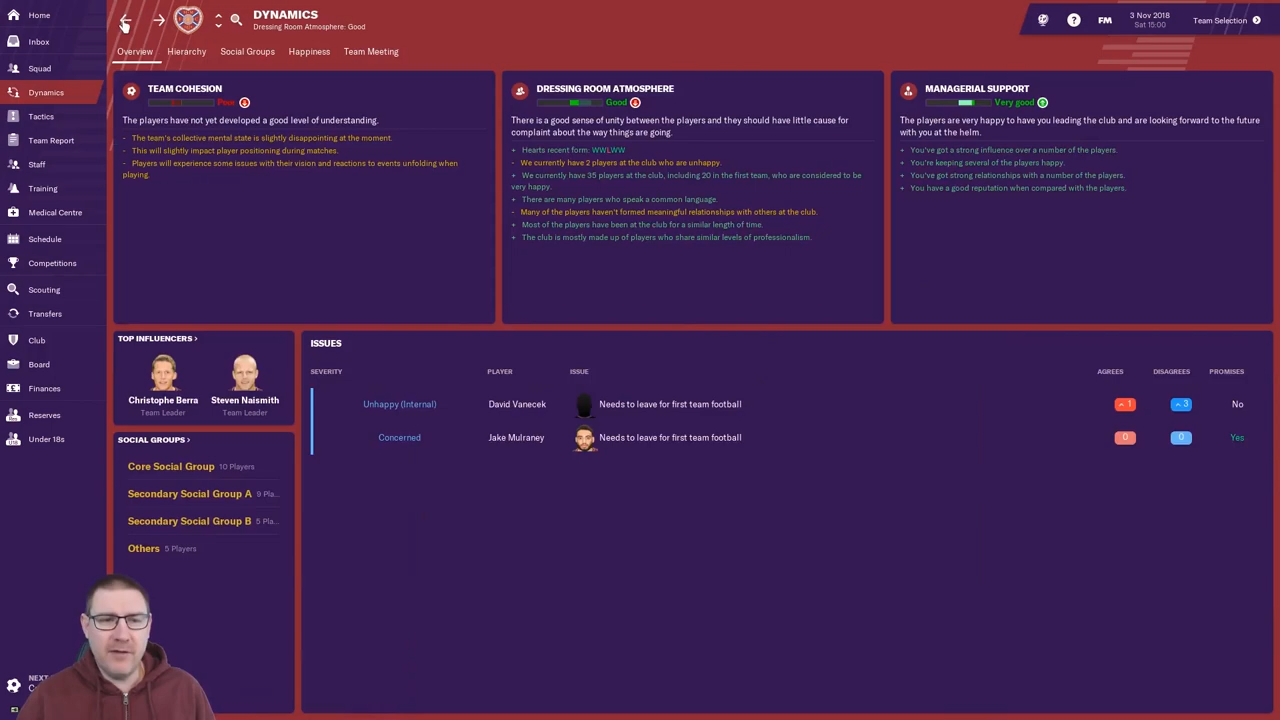 Home
Inbox
Squad
Dynamics
Tactics
Team Report
Staff
Training
Medical Centre
Schedule
Competitions
Scouting
Transfers
Club
Board
Finances
Reserves
Under 18s
NEXT
DYNAMICS
Dressing Room Atmosphere: Good
FM
3 Nov 2018
Sat 15:00
Team Selection
Overview
Hierarchy
Social Groups
Happiness
Team Meeting
TEAM COHESION
Poor
The players have not yet developed a good level of understanding.
- The team's collective mental state is slightly disappointing at the moment.
- This will slightly impact player positioning during matches.
- Players will experience some issues with their vision and reactions to events unfolding when
playing.
DRESSING ROOM ATMOSPHERE
Good
There is a good sense of unity between the players and they should have little cause for
complaint about the way things are going.
+ Hearts recent form: WWLWW
- We currently have 2 players at the club who are unhappy.
+ We currently have 35 players at the club, including 20 in the first team, who are considered to be
very happy.
+ There are many players who speak a common language.
- Many of the players haven't formed meaningful relationships with others at the club.
+ Most of the players have been at the club for a similar length of time.
+ The club is mostly made up of players who share similar levels of professionalism.
MANAGERIAL SUPPORT
Very good
The players are very happy to have you leading the club and are looking forward to the future
with you at the helm.
+ You've got a strong influence over a number of the players.
+ You're keeping several of the players happy.
+ You've got strong relationships with a number of the players.
+ You have a good reputation when compared with the players.
TOP INFLUENCERS >
Christophe Berra
Team Leader
Steven Naismith
Team Leader
SOCIAL GROUPS >
Core Social Group 10 Players
Secondary Social Group A 9 Pla...
Secondary Social Group B 5 Pla...
Others 5 Players
ISSUES
SEVERITY PLAYER ISSUE AGREES DISAGREES PROMISES
Unhappy (Internal) David Vanecek Needs to leave for first team football 1 3 No
Concerned Jake Mulraney Needs to leave for first team football 0 0 Yes